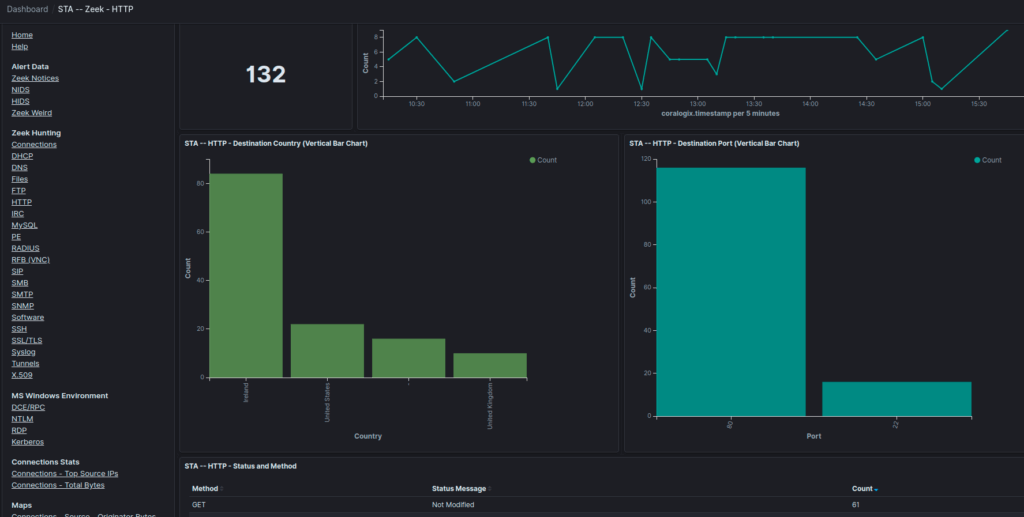 Dashboard / STA -- Zeek - HTTP
Home
Help
Alert Data
Zeek Notices
NIDS
HIDS
Zeek Weird
Zeek Hunting
Connections
DHCP
DNS
Files
FTP
HTTP
IRC
MySQL
PE
RADIUS
RFB (VNC)
SIP
SMB
SMTP
SNMP
Software
SSH
SSL/TLS
Syslog
Tunnels
X.509
MS Windows Environment
DCE/RPC
NTLM
RDP
Kerberos
Connections Stats
Connections - Top Source IPs
Connections - Total Bytes
Maps
Connections - Source - Originator Bytes
132
Count
8
6
4
2
0
10:30 11:00 11:30 12:00 12:30 13:00 13:30 14:00 14:30 15:00 15:30
coralogix.timestamp per 5 minutes
STA -- HTTP - Destination Country (Vertical Bar Chart)
Count
Count
80
60
40
20
0
Ireland
United States
-
United Kingdom
Country
STA -- HTTP - Destination Port (Vertical Bar Chart)
Count
Count
120
100
80
60
40
20
0
80
22
Port
STA -- HTTP - Status and Method
Method Status Message Count
GET Not Modified 61